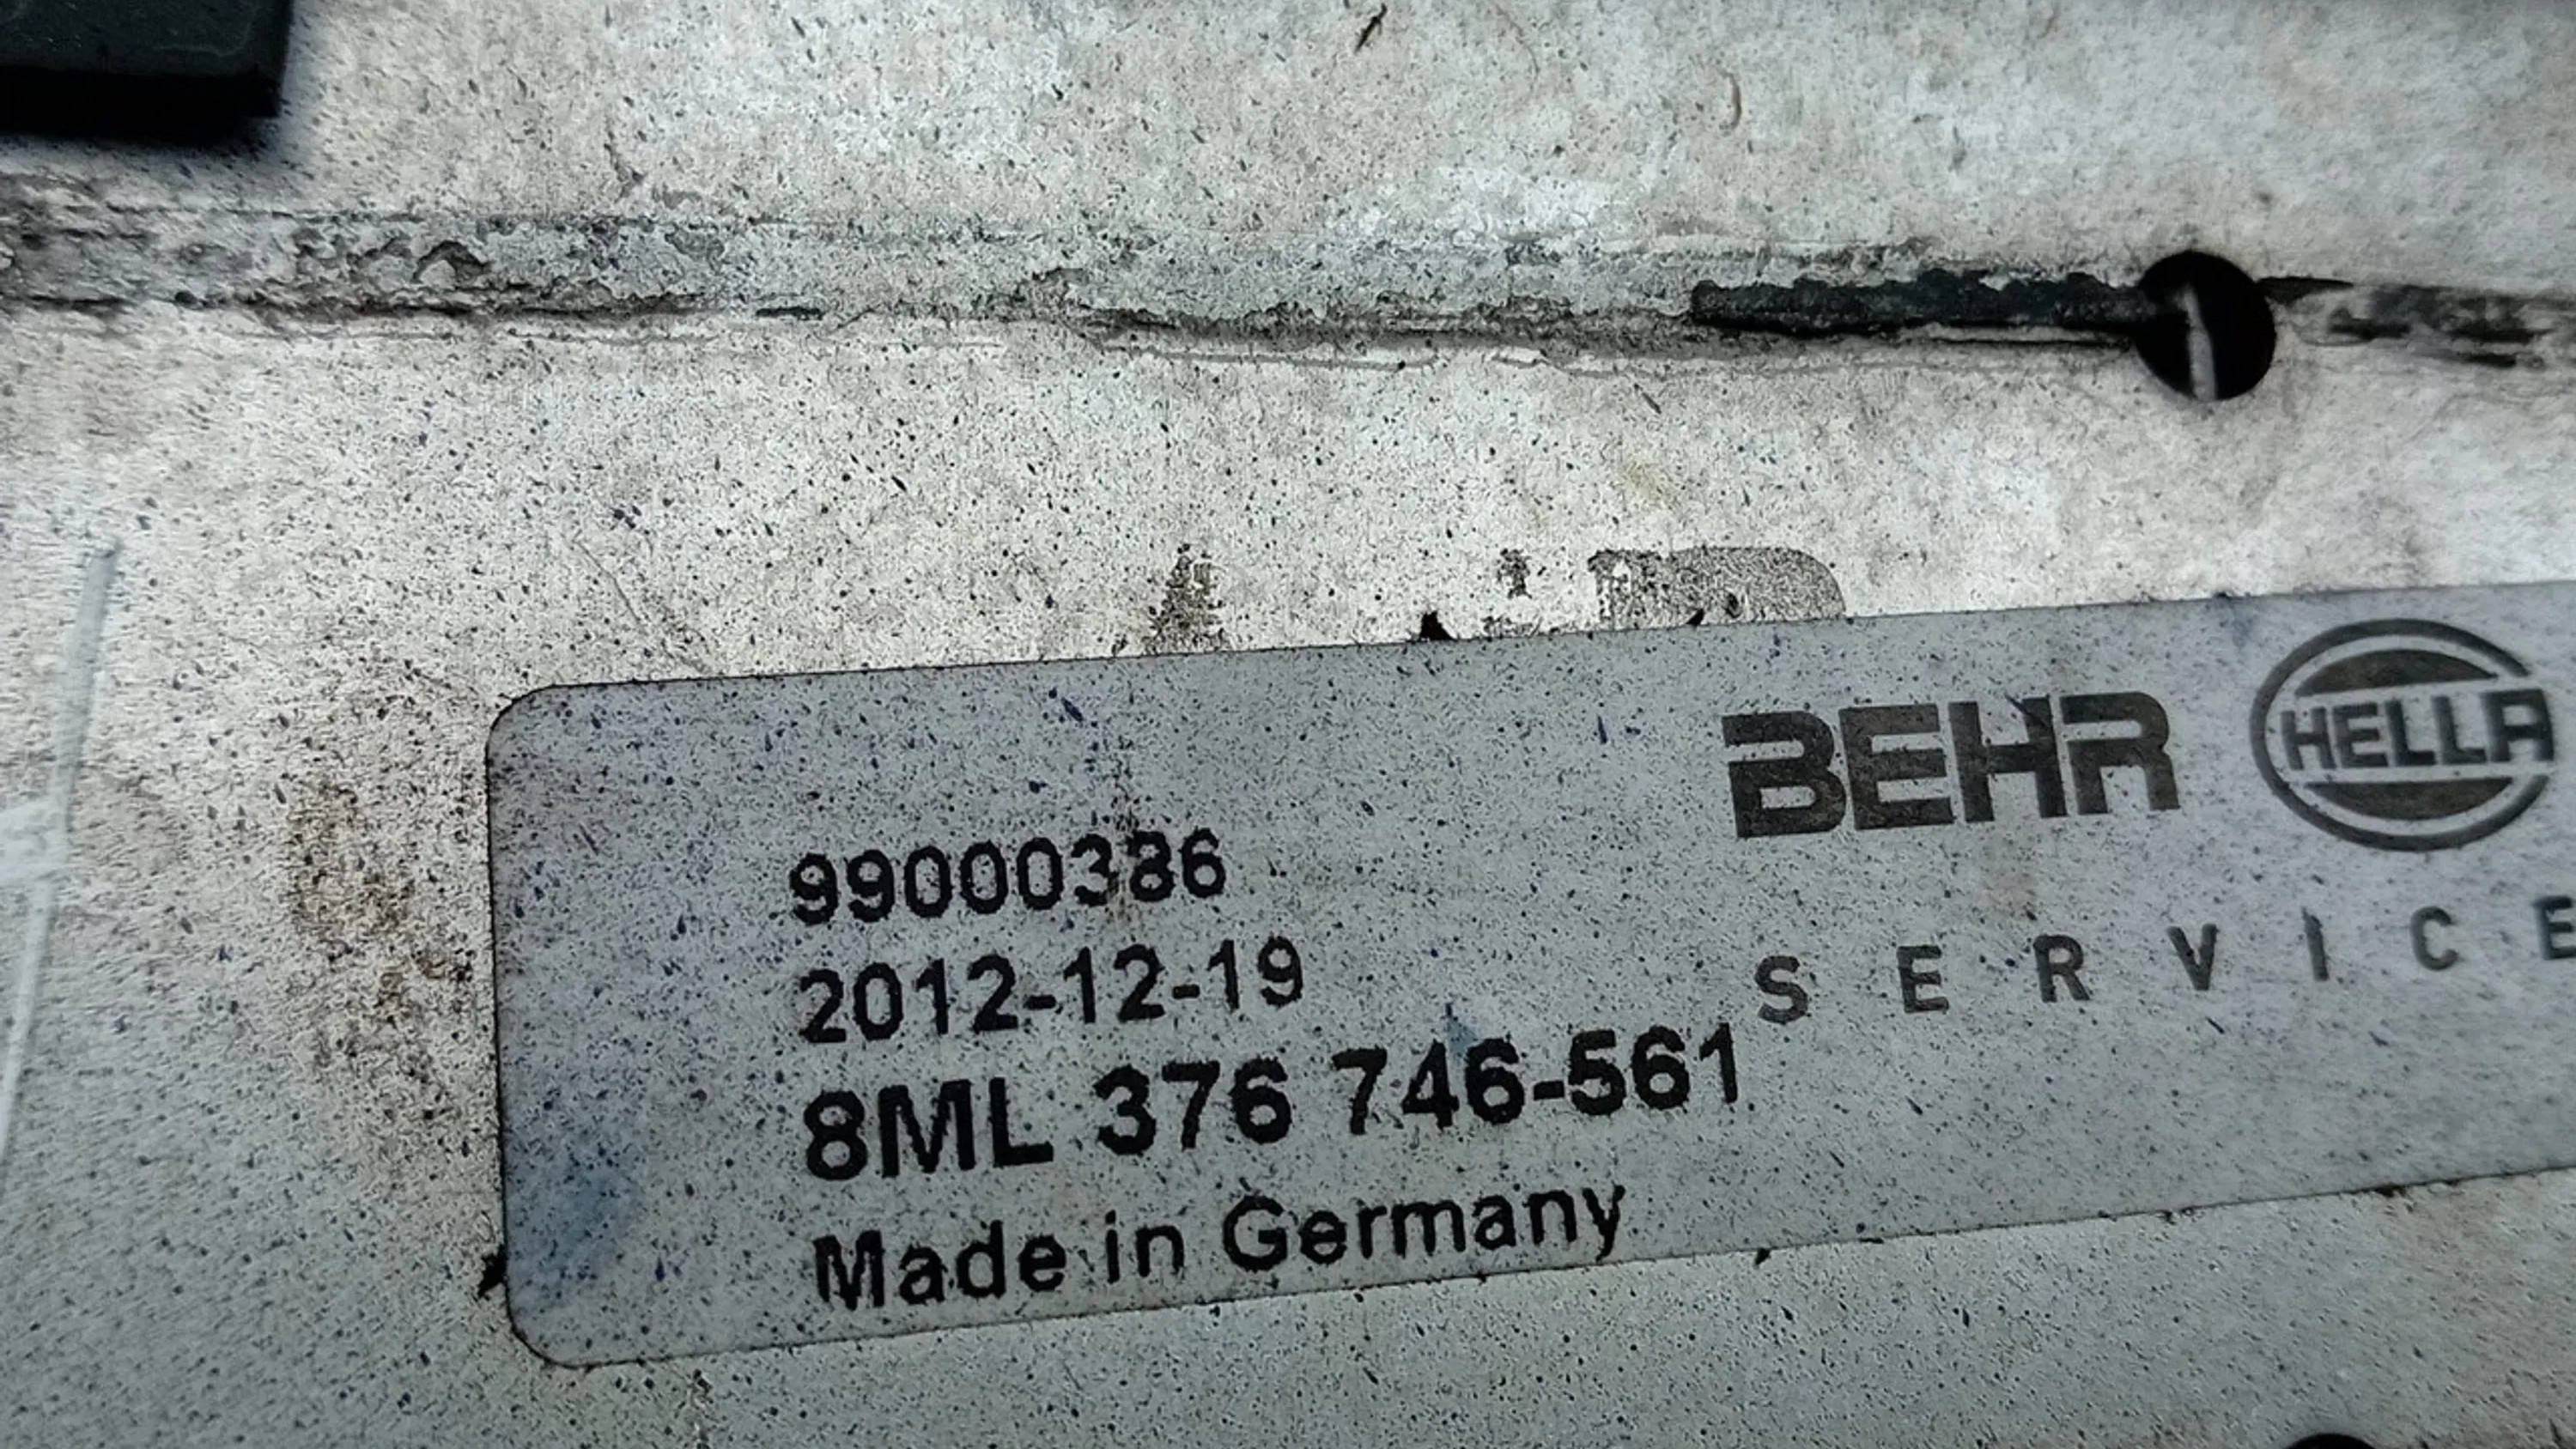 BEHR HELLA
SERVICE
99000386
2012-12-19
8ML 376 746-561
Made in Germany